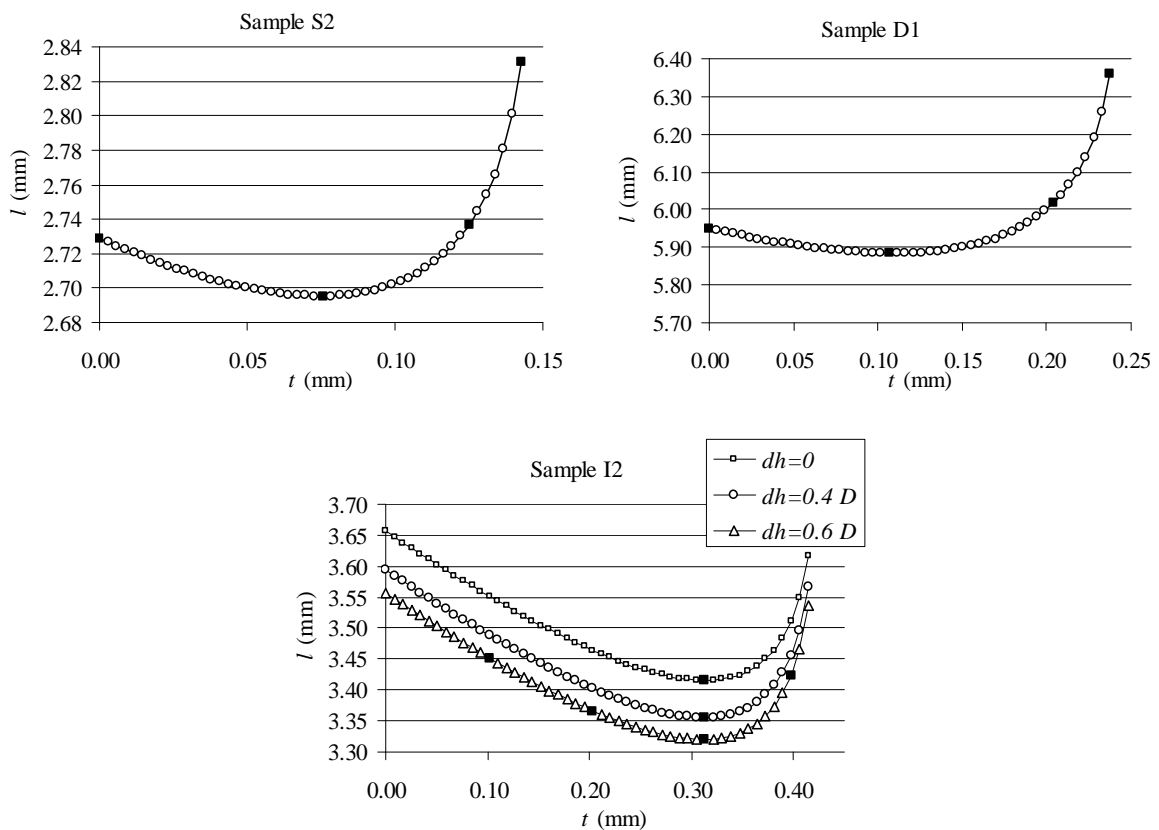 Sample S2
2.84
2.82
2.80
2.78
2.76
2.74
2.72
2.70
2.68
l (mm)
0.00 0.05 0.10 0.15
t (mm)
Sample D1
6.40
6.30
6.20
6.10
6.00
5.90
5.80
5.70
l (mm)
0.00 0.05 0.10 0.15 0.20 0.25
t (mm)
Sample I2
dh=0
dh=0.4 D
dh=0.6 D
3.70
3.65
3.60
3.55
3.50
3.45
3.40
3.35
3.30
l (mm)
0.00 0.10 0.20 0.30 0.40
t (mm)